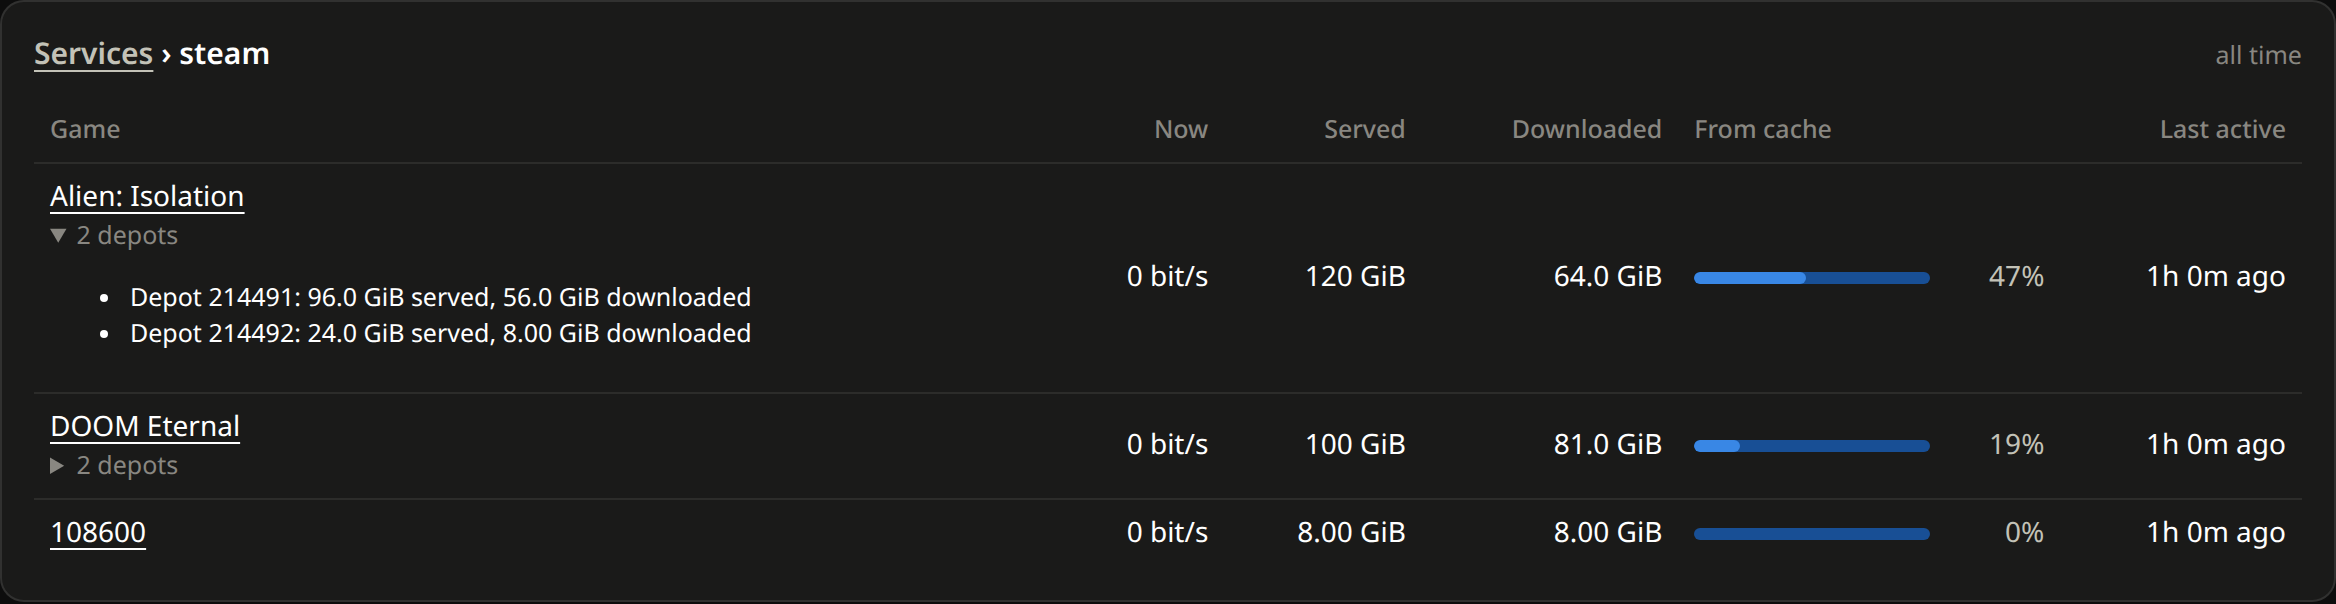 Services › steam all time
Game Now Served Downloaded From cache Last active
Alien: Isolation
▼ 2 depots
• Depot 214491: 96.0 GiB served, 56.0 GiB downloaded
• Depot 214492: 24.0 GiB served, 8.00 GiB downloaded
0 bit/s 120 GiB 64.0 GiB 47% 1h 0m ago
DOOM Eternal
▶ 2 depots
0 bit/s 100 GiB 81.0 GiB 19% 1h 0m ago
108600 0 bit/s 8.00 GiB 8.00 GiB 0% 1h 0m ago